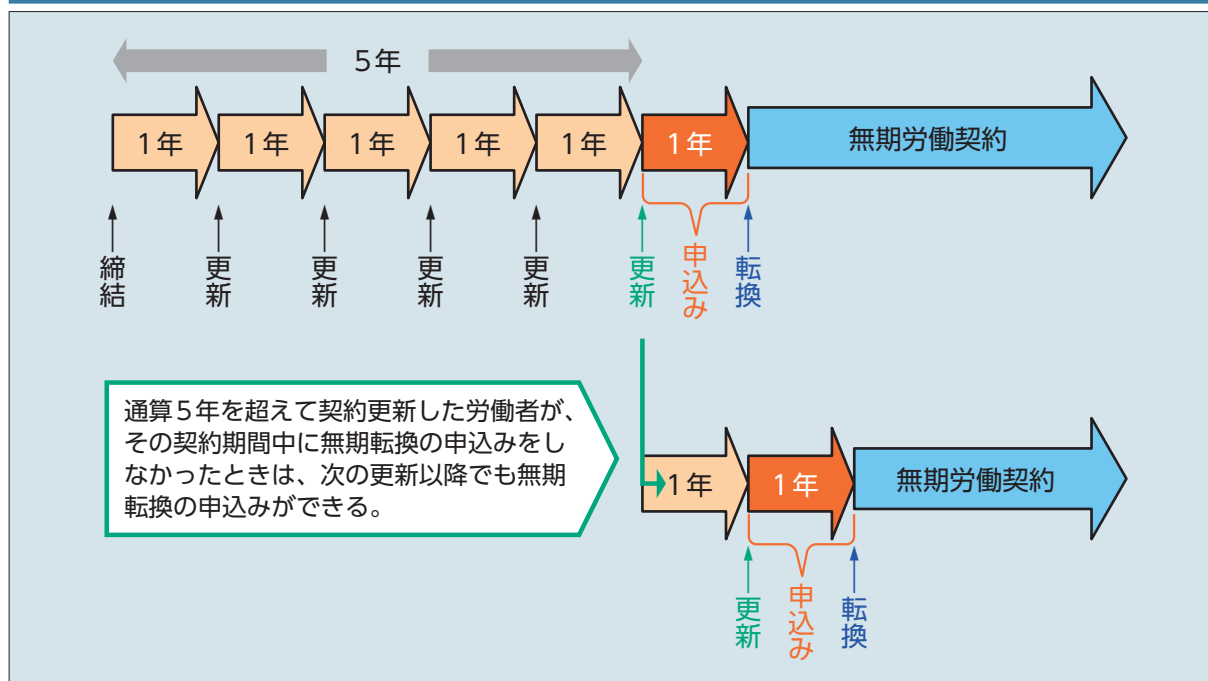 5年
1年 1年 1年 1年 1年 1年 無期労働契約
締結 更新 更新 更新 更新 更新 申込み 転換
通算5年を超えて契約更新した労働者が、
その契約期間中に無期転換の申込みをし
なかったときは、次の更新以降でも無期
転換の申込みができる。
1年 1年 無期労働契約
更新 申込み 転換